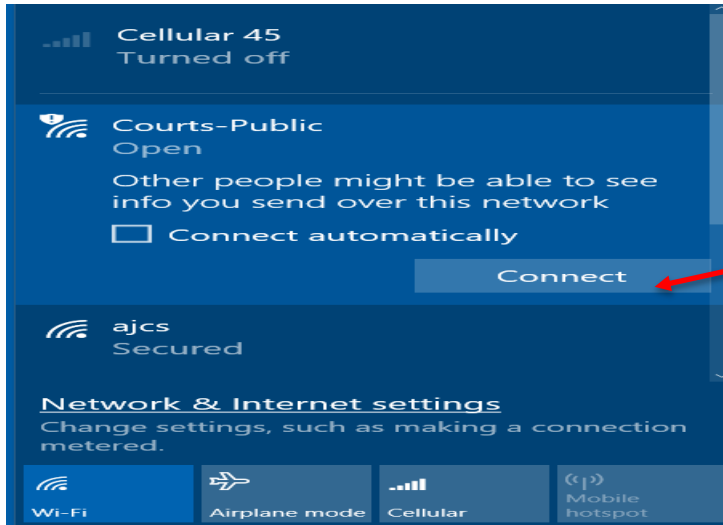 Cellular 45
Turned off
Courts-Public
Open
Other people might be able to see
info you send over this network
Connect automatically
Connect
ajcs
Secured
Network & Internet settings
Change settings, such as making a connection
metered.
Wi-Fi
Airplane mode
Cellular
Mobile
hotspot